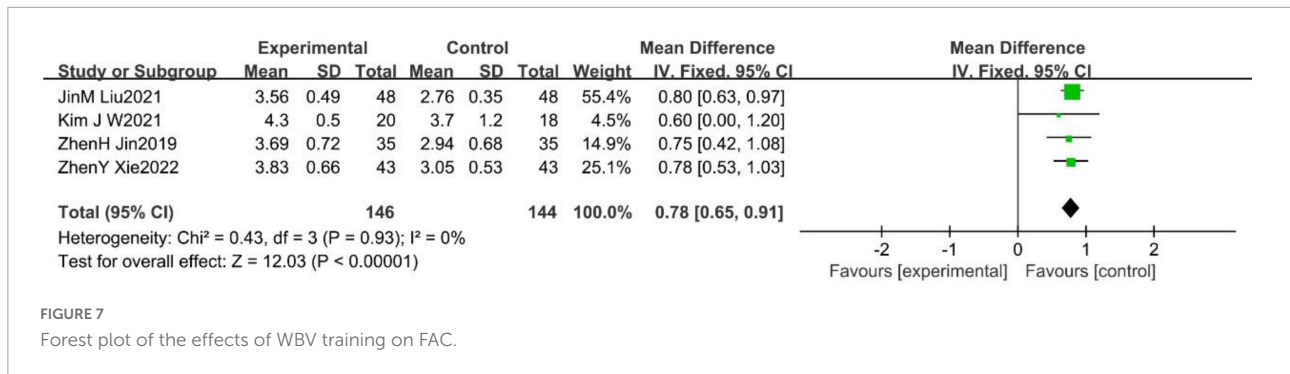 Experimental Control Mean Difference Mean Difference
Study or Subgroup Mean SD Total Mean SD Total Weight IV, Fixed, 95% CI IV, Fixed, 95% CI
JinM Liu2021 3.56 0.49 48 2.76 0.35 48 55.4% 0.80 [0.63, 0.97]
Kim J W2021 4.3 0.5 20 3.7 1.2 18 4.5% 0.60 [0.00, 1.20]
ZhenH Jin2019 3.69 0.72 35 2.94 0.68 35 14.9% 0.75 [0.42, 1.08]
ZhenY Xie2022 3.83 0.66 43 3.05 0.53 43 25.1% 0.78 [0.53, 1.03]
Total (95% CI) 146 144 100.0% 0.78 [0.65, 0.91]
Heterogeneity: Chi² = 0.43, df = 3 (P = 0.93); I² = 0%
Test for overall effect: Z = 12.03 (P < 0.00001)
-2 -1 0 1 2
Favours [experimental] Favours [control]
FIGURE 7
Forest plot of the effects of WBV training on FAC.